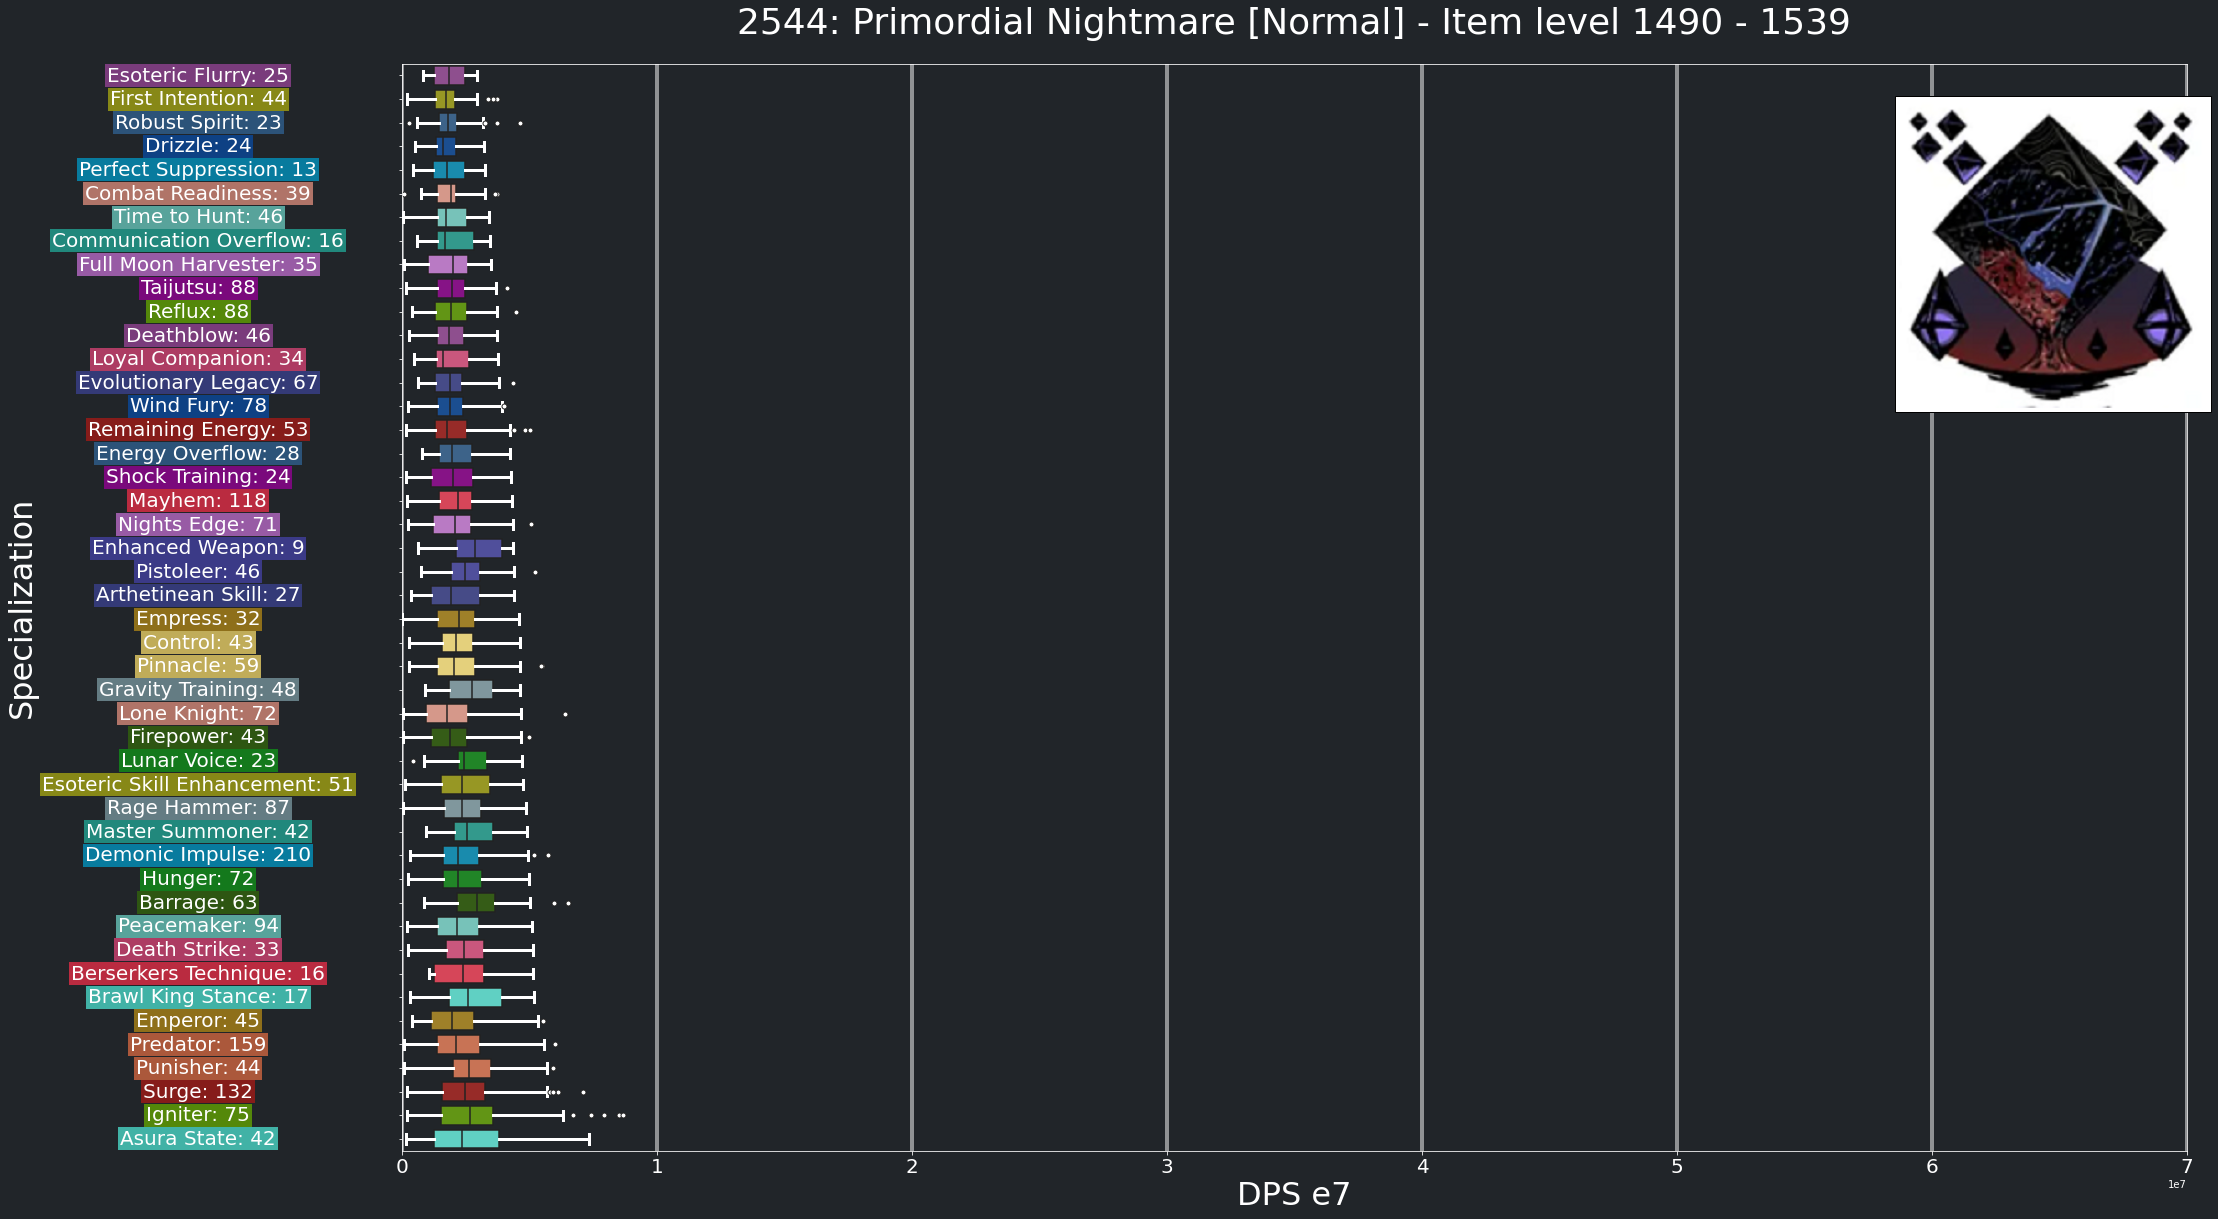 2544: Primordial Nightmare [Normal] - Item level 1490 - 1539
Esoteric Flurry: 25
First Intention: 44
Robust Spirit: 23
Drizzle: 24
Perfect Suppression: 13
Combat Readiness: 39
Time to Hunt: 46
Communication Overflow: 16
Full Moon Harvester: 35
Taijutsu: 88
Reflux: 88
Deathblow: 46
Loyal Companion: 34
Evolutionary Legacy: 67
Wind Fury: 78
Remaining Energy: 53
Energy Overflow: 28
Shock Training: 24
Mayhem: 118
Nights Edge: 71
Enhanced Weapon: 9
Pistoleer: 46
Arthetinean Skill: 27
Empress: 32
Control: 43
Pinnacle: 59
Gravity Training: 48
Lone Knight: 72
Firepower: 43
Lunar Voice: 23
Esoteric Skill Enhancement: 51
Rage Hammer: 87
Master Summoner: 42
Demonic Impulse: 210
Hunger: 72
Barrage: 63
Peacemaker: 94
Death Strike: 33
Berserkers Technique: 16
Brawl King Stance: 17
Emperor: 45
Predator: 159
Punisher: 44
Surge: 132
Igniter: 75
Asura State: 42
Specialization
0 1 2 3 4 5 6 7
1e7
DPS e7